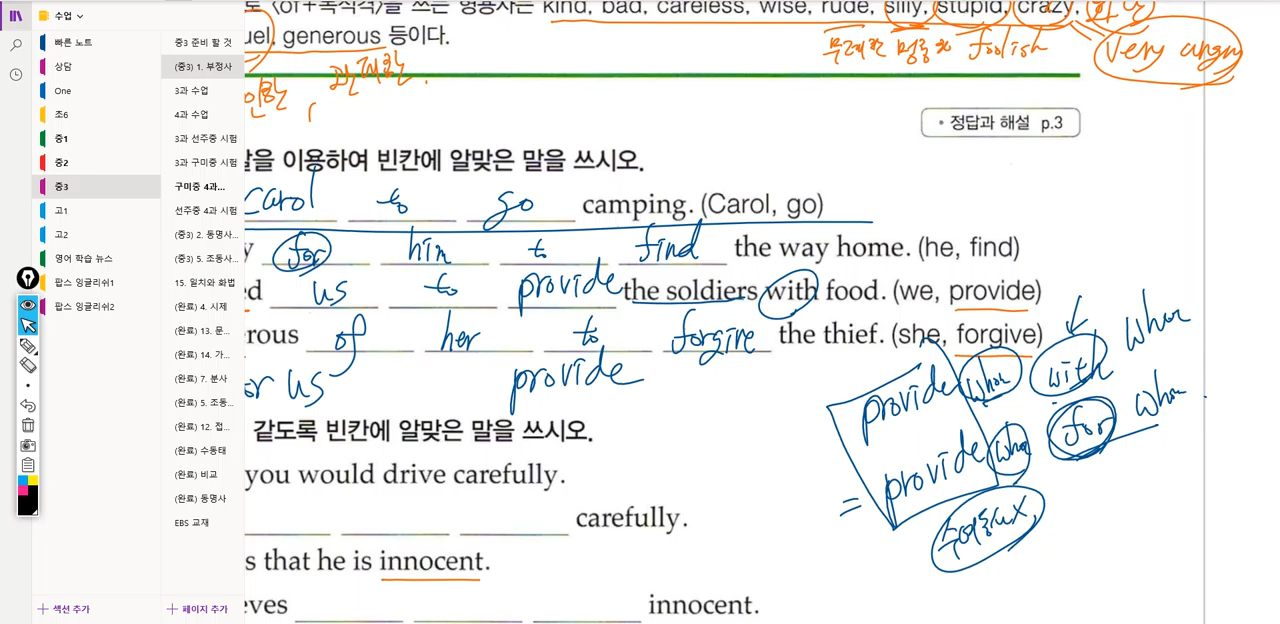 수업
빠른 노트
상담
One
초6
중1
중2
중3
고1
고2
영어 학습 뉴스
팝스 잉글리쉬1
팝스 잉글리쉬2
+ 섹션 추가
중3 준비 할 것
(중3) 1. 부정사
3과 수업
4과 수업
3과 선주중 시험
3과 구미중 시험
구미중 4과...
선주중 4과 시험
(중3) 2. 동명사...
(중3) 5. 조동사...
15. 일치와 화법
(완료) 4. 시제
(완료) 13. 문...
(완료) 14. 가...
(완료) 7. 분사
(완료) 5. 조동...
(완료) 12. 접...
(완료) 수동태
(완료) 비교
(완료) 동명사
EBS 교재
+ 페이지 추가
로 〈of+목적격〉을 쓰는 형용사는 kind, bad, careless, wise, rude, silly, stupid, crazy,
uel, generous 등이다.
foolish very angry
관대한
• 정답과 해설 p.3
말을 이용하여 빈칸에 알맞은 말을 쓰시오.
Carol to go camping. (Carol, go)
y for him to find the way home. (he, find)
ed us to provide the soldiers with food. (we, provide)
rous of her to forgive the thief. (she, forgive)
or us provide
provide with
= provide for
같도록 빈칸에 알맞은 말을 쓰시오.
you would drive carefully.
carefully.
s that he is innocent.
eves innocent.